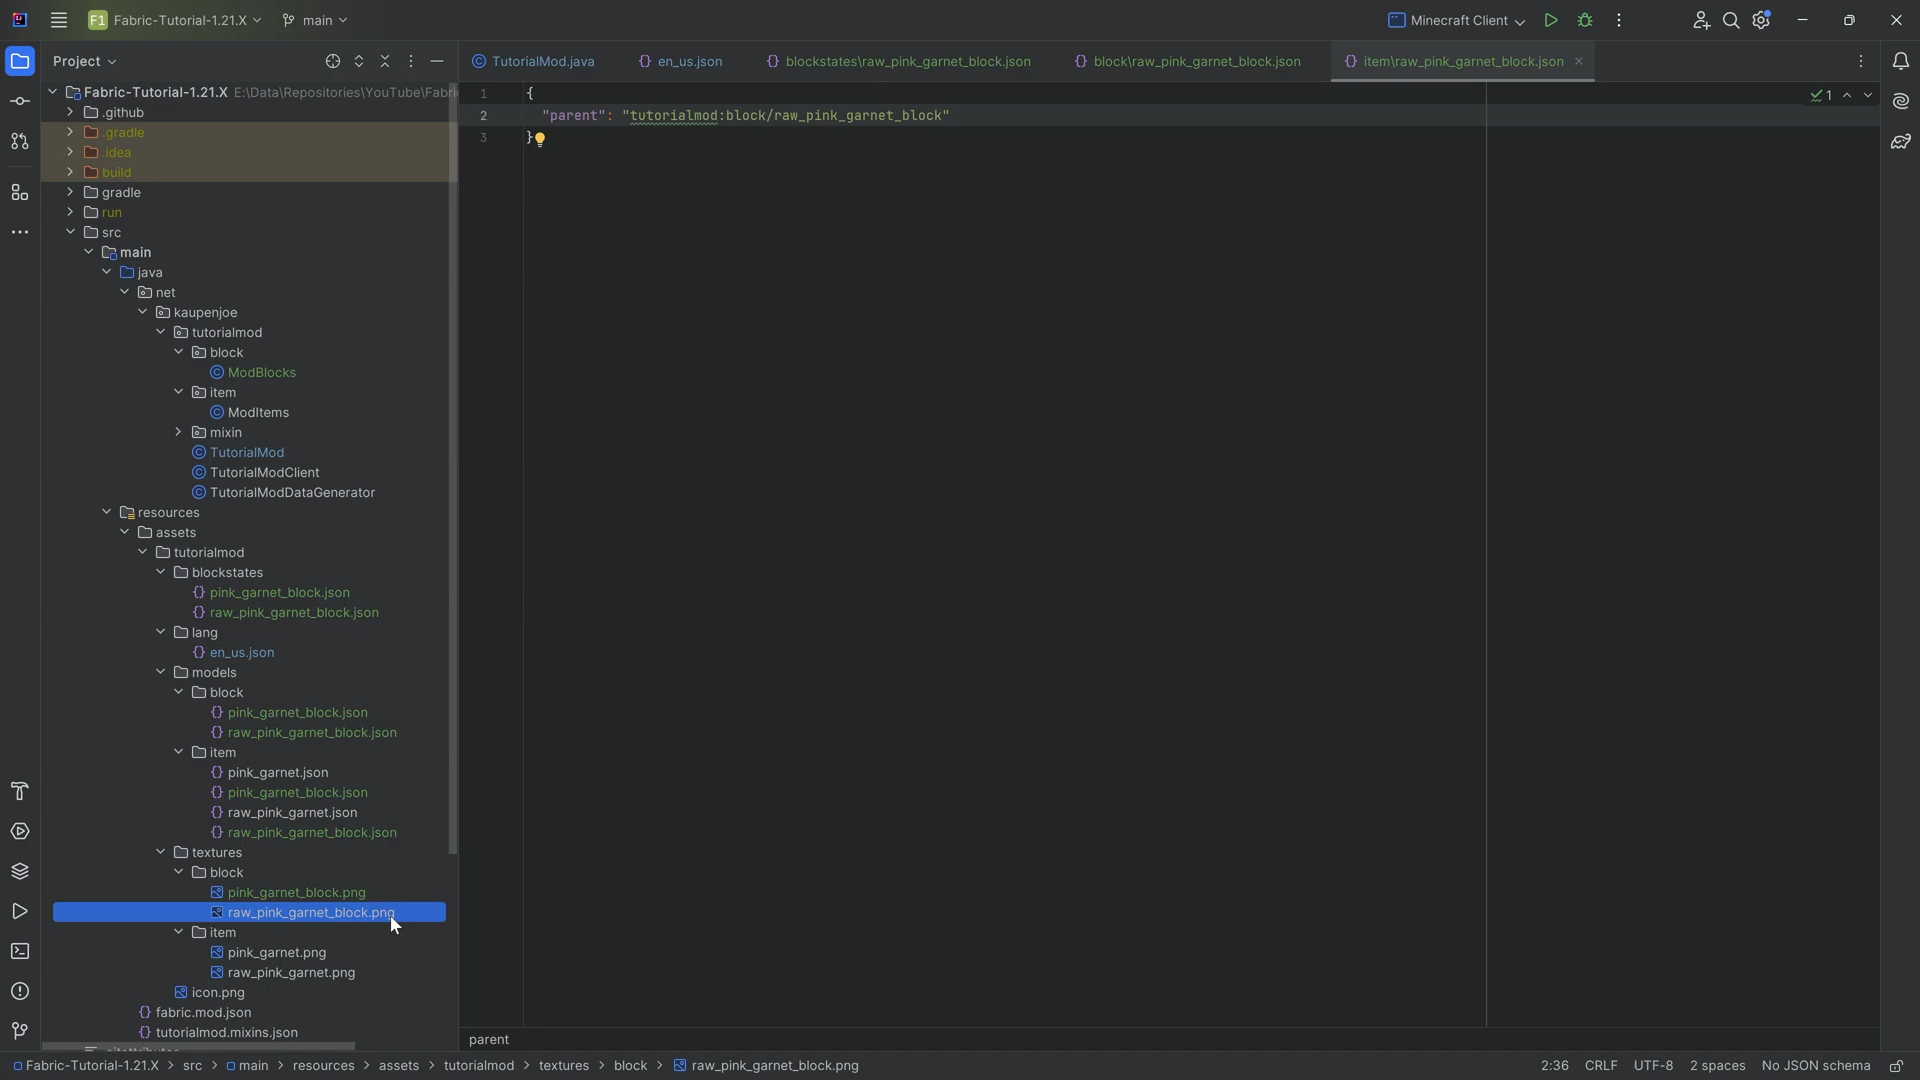 F1 Fabric-Tutorial-1.21.X main Minecraft Client
Project
TutorialMod.java en_us.json blockstates\raw_pink_garnet_block.json block\raw_pink_garnet_block.json item\raw_pink_garnet_block.json
Fabric-Tutorial-1.21.X E:\Data\Repositories\YouTube\Fabri
.github
.gradle
.idea
build
gradle
run
src
main
java
net
kaupenjoe
tutorialmod
block
ModBlocks
item
ModItems
mixin
TutorialMod
TutorialModClient
TutorialModDataGenerator
resources
assets
tutorialmod
blockstates
pink_garnet_block.json
raw_pink_garnet_block.json
lang
en_us.json
models
block
pink_garnet_block.json
raw_pink_garnet_block.json
item
pink_garnet.json
pink_garnet_block.json
raw_pink_garnet.json
raw_pink_garnet_block.json
textures
block
pink_garnet_block.png
raw_pink_garnet_block.png
item
pink_garnet.png
raw_pink_garnet.png
icon.png
fabric.mod.json
tutorialmod.mixins.json
1 {
2 "parent": "tutorialmod:block/raw_pink_garnet_block"
3 }
1
parent
Fabric-Tutorial-1.21.X > src > main > resources > assets > tutorialmod > textures > block > raw_pink_garnet_block.png 2:36 CRLF UTF-8 2 spaces No JSON schema